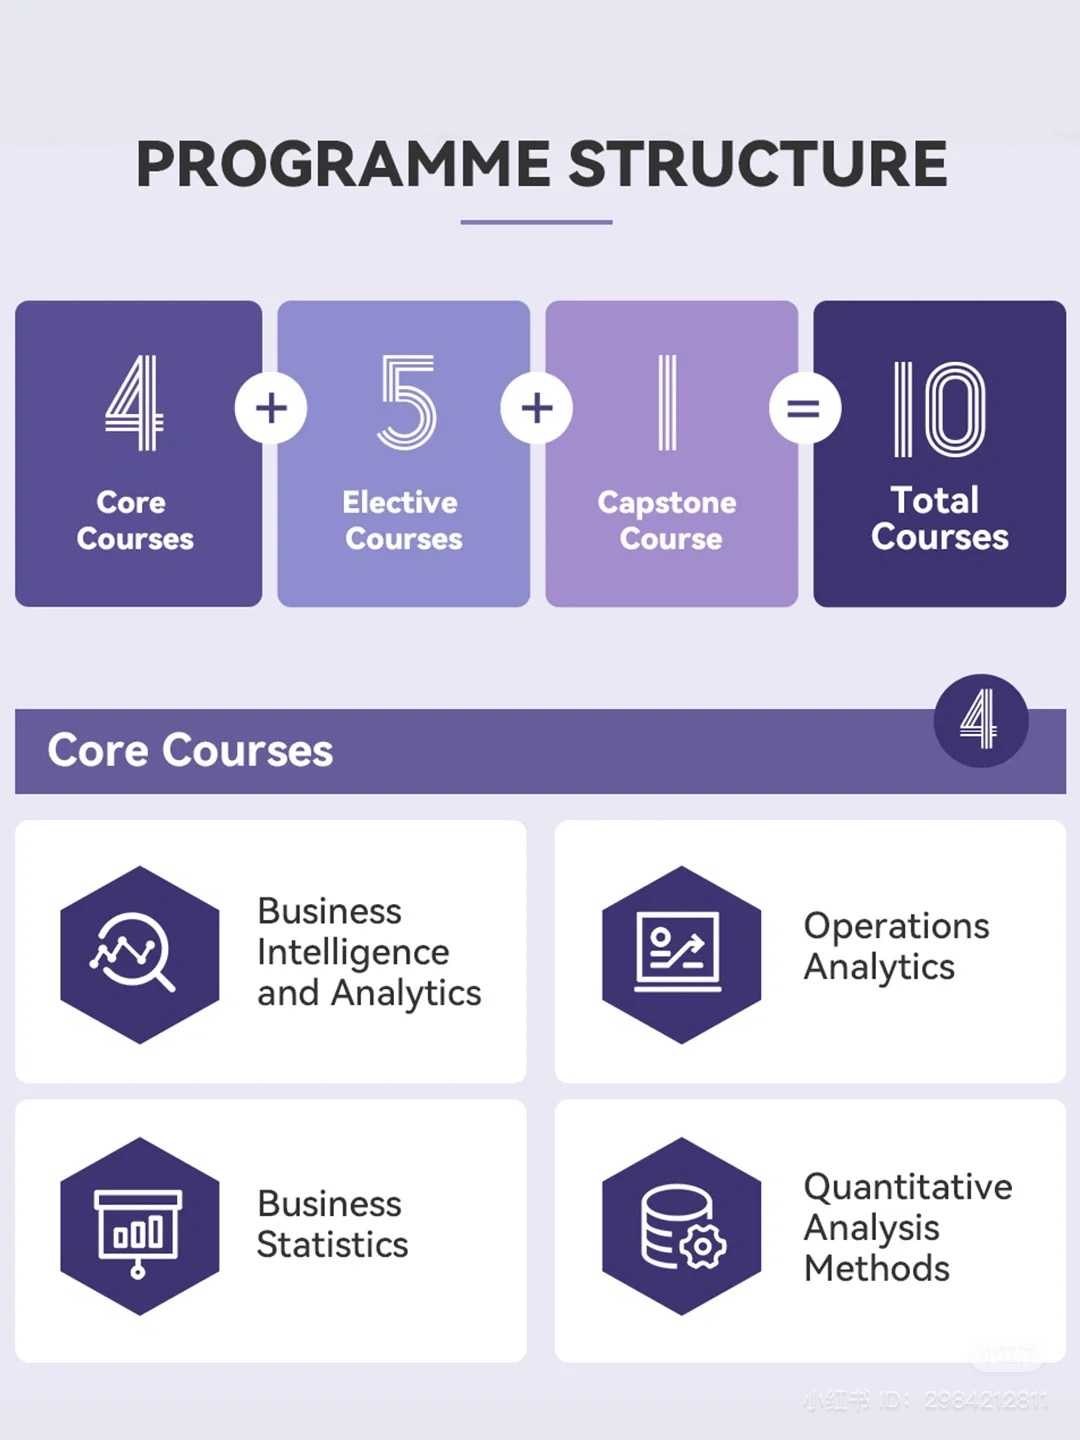 PROGRAMME STRUCTURE
4
+
5
+
1
=
10
Core
Courses
Elective
Courses
Capstone
Course
Total
Courses
Core Courses
4
Business
Intelligence
and Analytics
Operations
Analytics
Business
Statistics
Quantitative
Analysis
Methods
小红书 ID: 2984212811